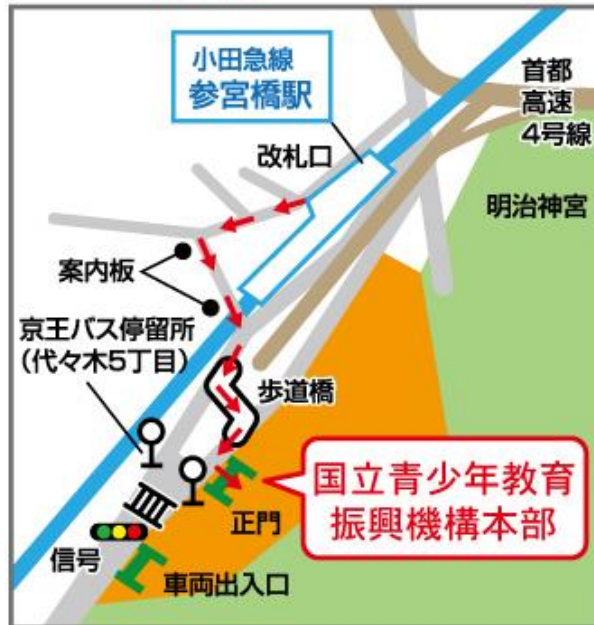 小田急線
参宮橋駅
首都
高速
4号線
改札口
明治神宮
案内板
京王バス停留所
(代々木5丁目)
歩道橋
国立青少年教育
振興機構本部
正門
信号
車両出入口